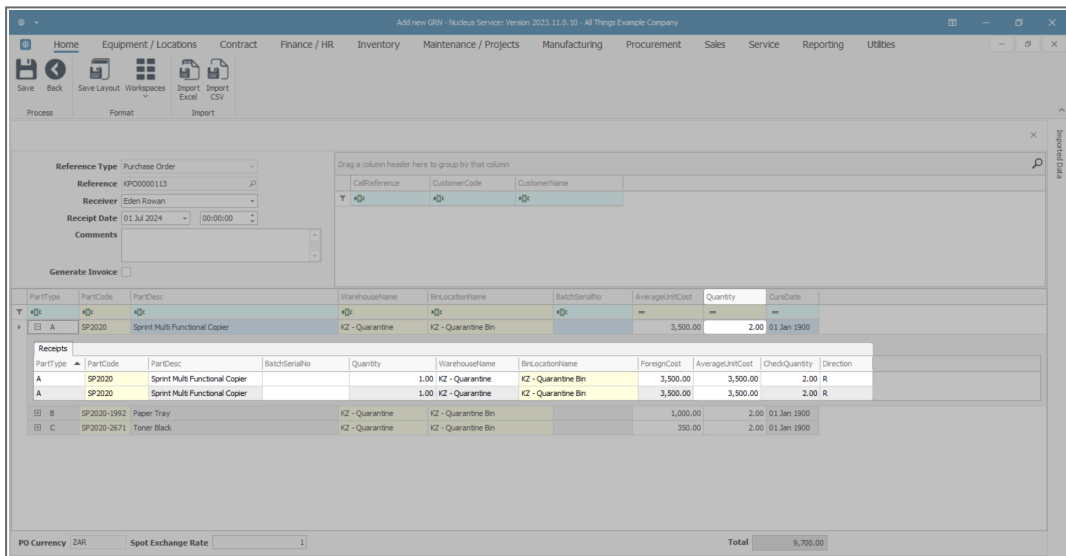 Add new GRN - Nucleus Service: Version 2023.11.0.10 - All Things Example Company
Home Equipment / Locations Contract Finance / HR Inventory Maintenance / Projects Manufacturing Procurement Sales Service Reporting Utilities
Save Back Save Layout Workspaces Import Excel Import CSV
Process Format Import
Imported Data
Reference Type Purchase Order
Reference KPO0000113
Receiver Eden Rowan
Receipt Date 01 Jul 2024 00:00:00
Comments
Generate Invoice
Drag a column header here to group by that column
CallReference CustomerCode CustomerName
PartType PartCode PartDesc WarehouseName BinLocationName BatchSerialNo AverageUnitCost Quantity CureDate
A SP2020 Sprint Multi Functional Copier KZ - Quarantine KZ - Quarantine Bin 3,500.00 2.00 01 Jan 1900
Receipts
PartType PartCode PartDesc BatchSerialNo Quantity WarehouseName BinLocationName ForeignCost AverageUnitCost CheckQuantity Direction
A SP2020 Sprint Multi Functional Copier 1.00 KZ - Quarantine KZ - Quarantine Bin 3,500.00 3,500.00 2.00 R
A SP2020 Sprint Multi Functional Copier 1.00 KZ - Quarantine KZ - Quarantine Bin 3,500.00 3,500.00 2.00 R
B SP2020-1992 Paper Tray KZ - Quarantine KZ - Quarantine Bin 1,000.00 2.00 01 Jan 1900
C SP2020-2671 Toner Black KZ - Quarantine KZ - Quarantine Bin 350.00 2.00 01 Jan 1900
PO Currency ZAR Spot Exchange Rate 1 Total 9,700.00